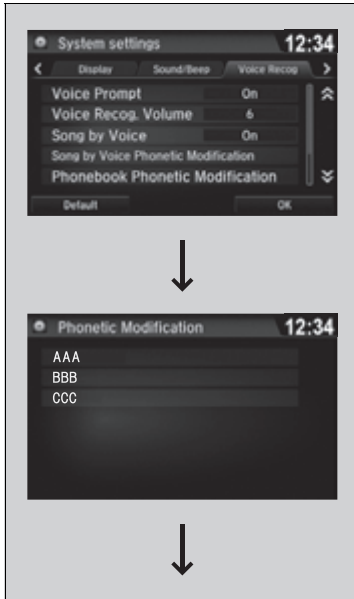 System settings 12:34
Display Sound/Beep Voice Recog
Voice Prompt On
Voice Recog. Volume 6
Song by Voice On
Song by Voice Phonetic Modification
Phonebook Phonetic Modification
Default OK
Phonetic Modification 12:34
AAA
BBB
CCC